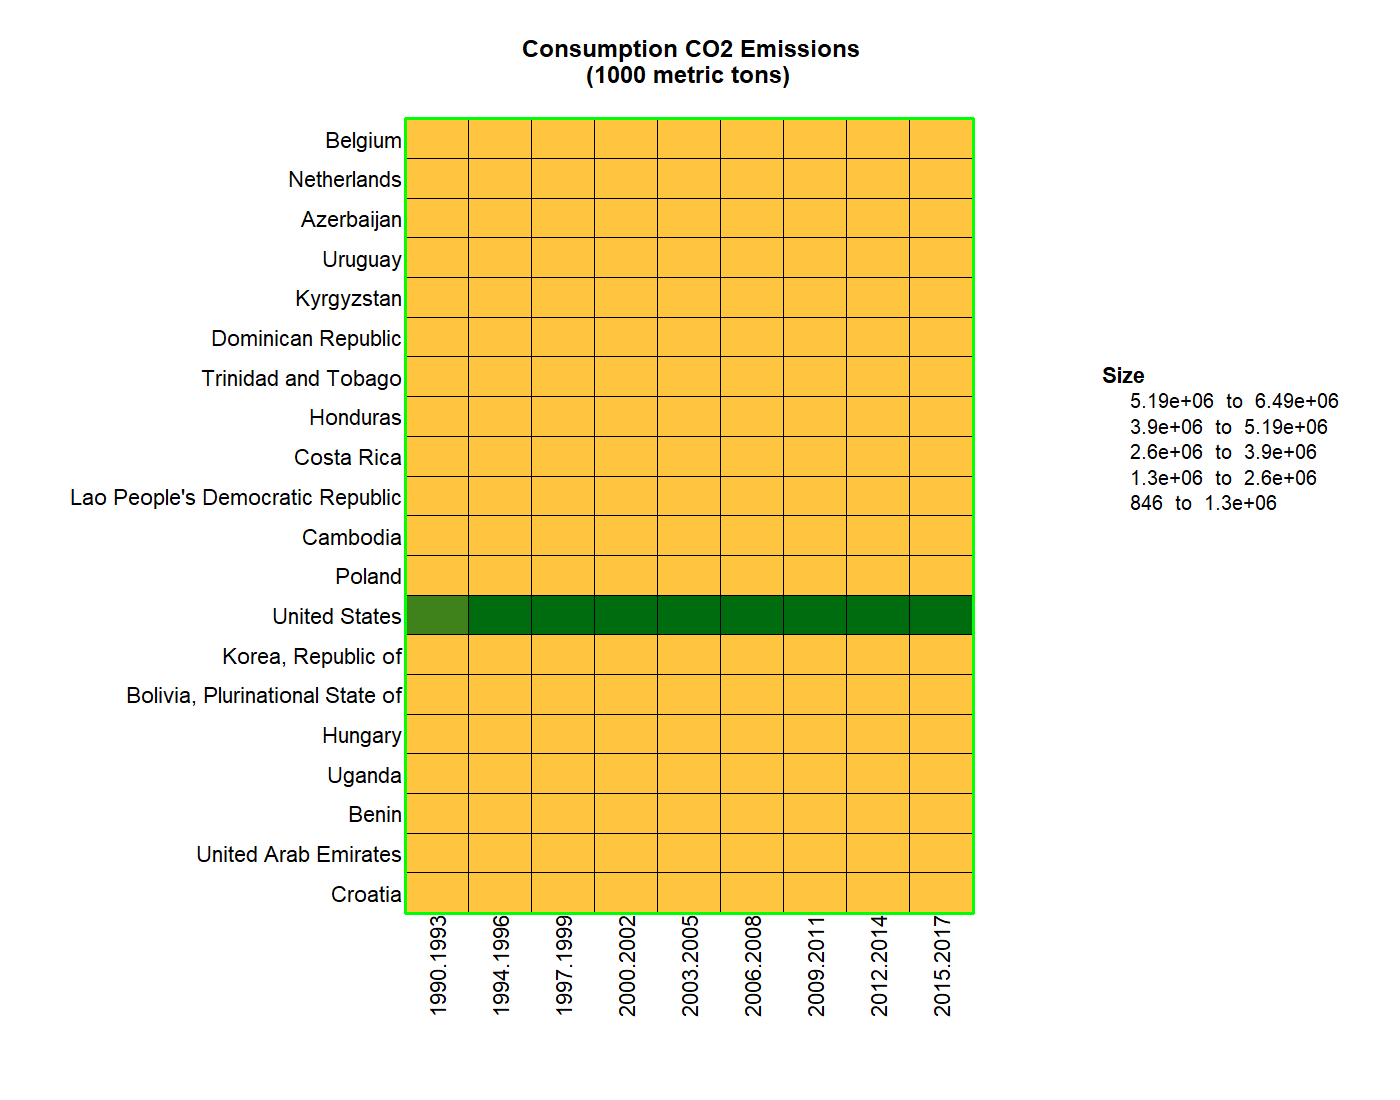 Consumption CO2 Emissions
(1000 metric tons)
Belgium
Netherlands
Azerbaijan
Uruguay
Kyrgyzstan
Dominican Republic
Trinidad and Tobago
Honduras
Costa Rica
Lao People's Democratic Republic
Cambodia
Poland
United States
Korea, Republic of
Bolivia, Plurinational State of
Hungary
Uganda
Benin
United Arab Emirates
Croatia
1990.1993
1994.1996
1997.1999
2000.2002
2003.2005
2006.2008
2009.2011
2012.2014
2015.2017
Size
5.19e+06 to 6.49e+06
3.9e+06 to 5.19e+06
2.6e+06 to 3.9e+06
1.3e+06 to 2.6e+06
846 to 1.3e+06